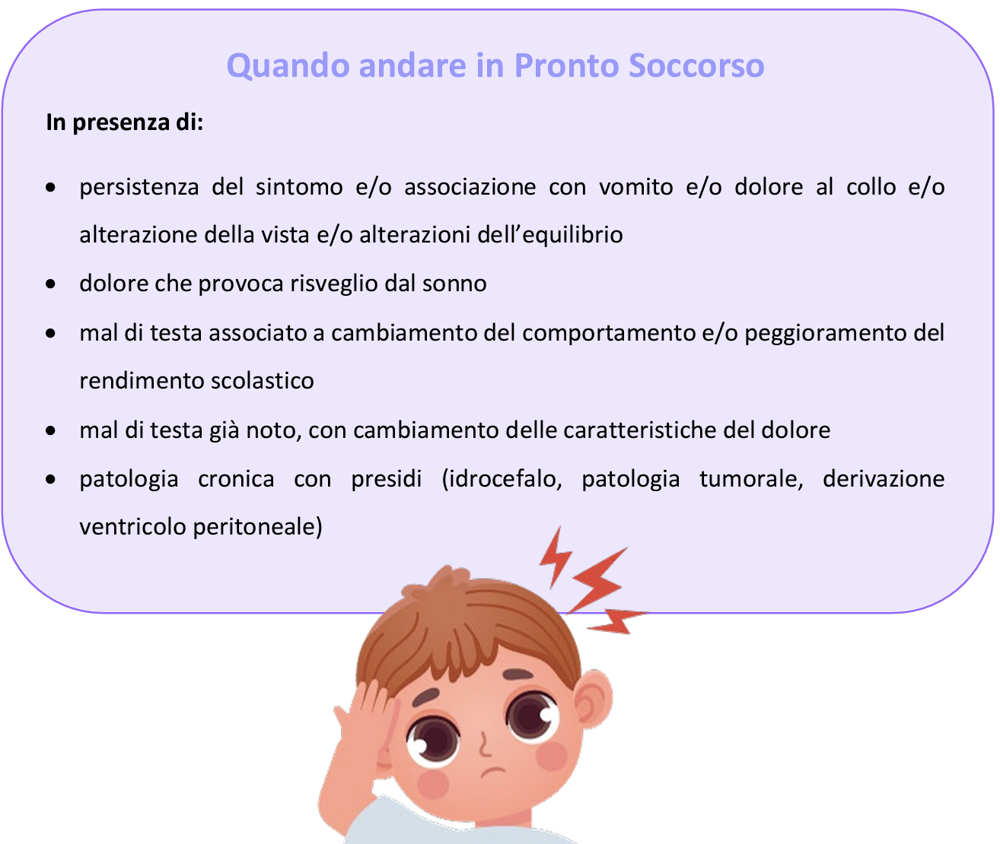 Quando andare in Pronto Soccorso
In presenza di:
• persistenza del sintomo e/o associazione con vomito e/o dolore al collo e/o
alterazione della vista e/o alterazioni dell’equilibrio
• dolore che provoca risveglio dal sonno
• mal di testa associato a cambiamento del comportamento e/o peggioramento del
rendimento scolastico
• mal di testa già noto, con cambiamento delle caratteristiche del dolore
• patologia cronica con presidi (idrocefalo, patologia tumorale, derivazione
ventricolo peritoneale)